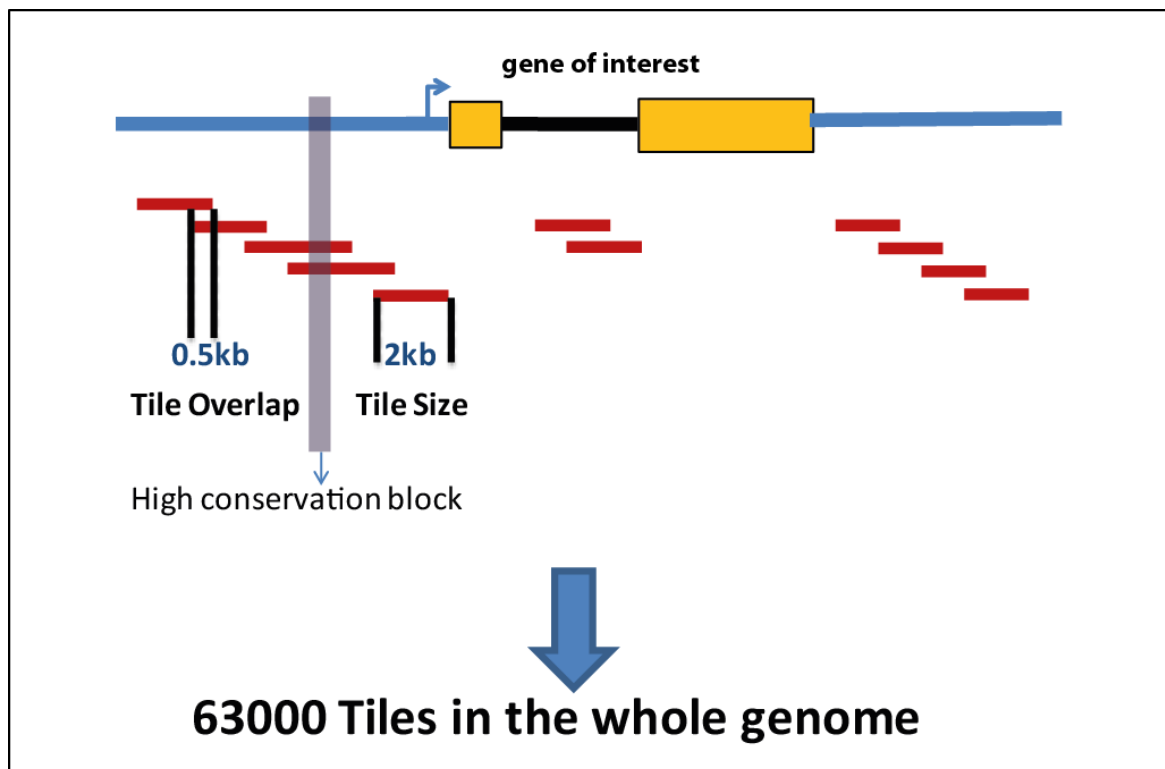 gene of interest
0.5kb
2kb
Tile Overlap
Tile Size
High conservation block
63000 Tiles in the whole genome